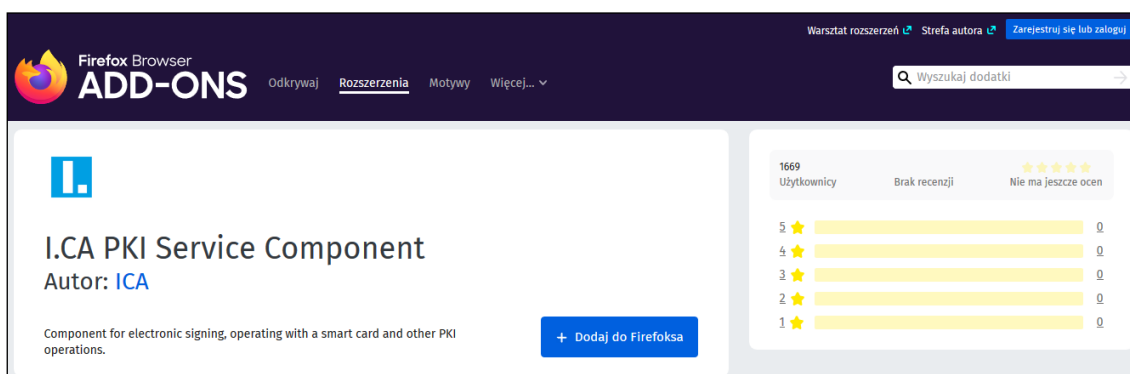 Warsztat rozszerzeń Strefa autora Zarejestruj się lub zaloguj
Firefox Browser
ADD-ONS
Odkrywaj Rozszerzenia Motywy Więcej...
Wyszukaj dodatki
I.
I.CA PKI Service Component
Autor: ICA
Component for electronic signing, operating with a smart card and other PKI
operations.
+ Dodaj do Firefoksa
1669
Użytkownicy Brak recenzji Nie ma jeszcze ocen
5 0
4 0
3 0
2 0
1 0